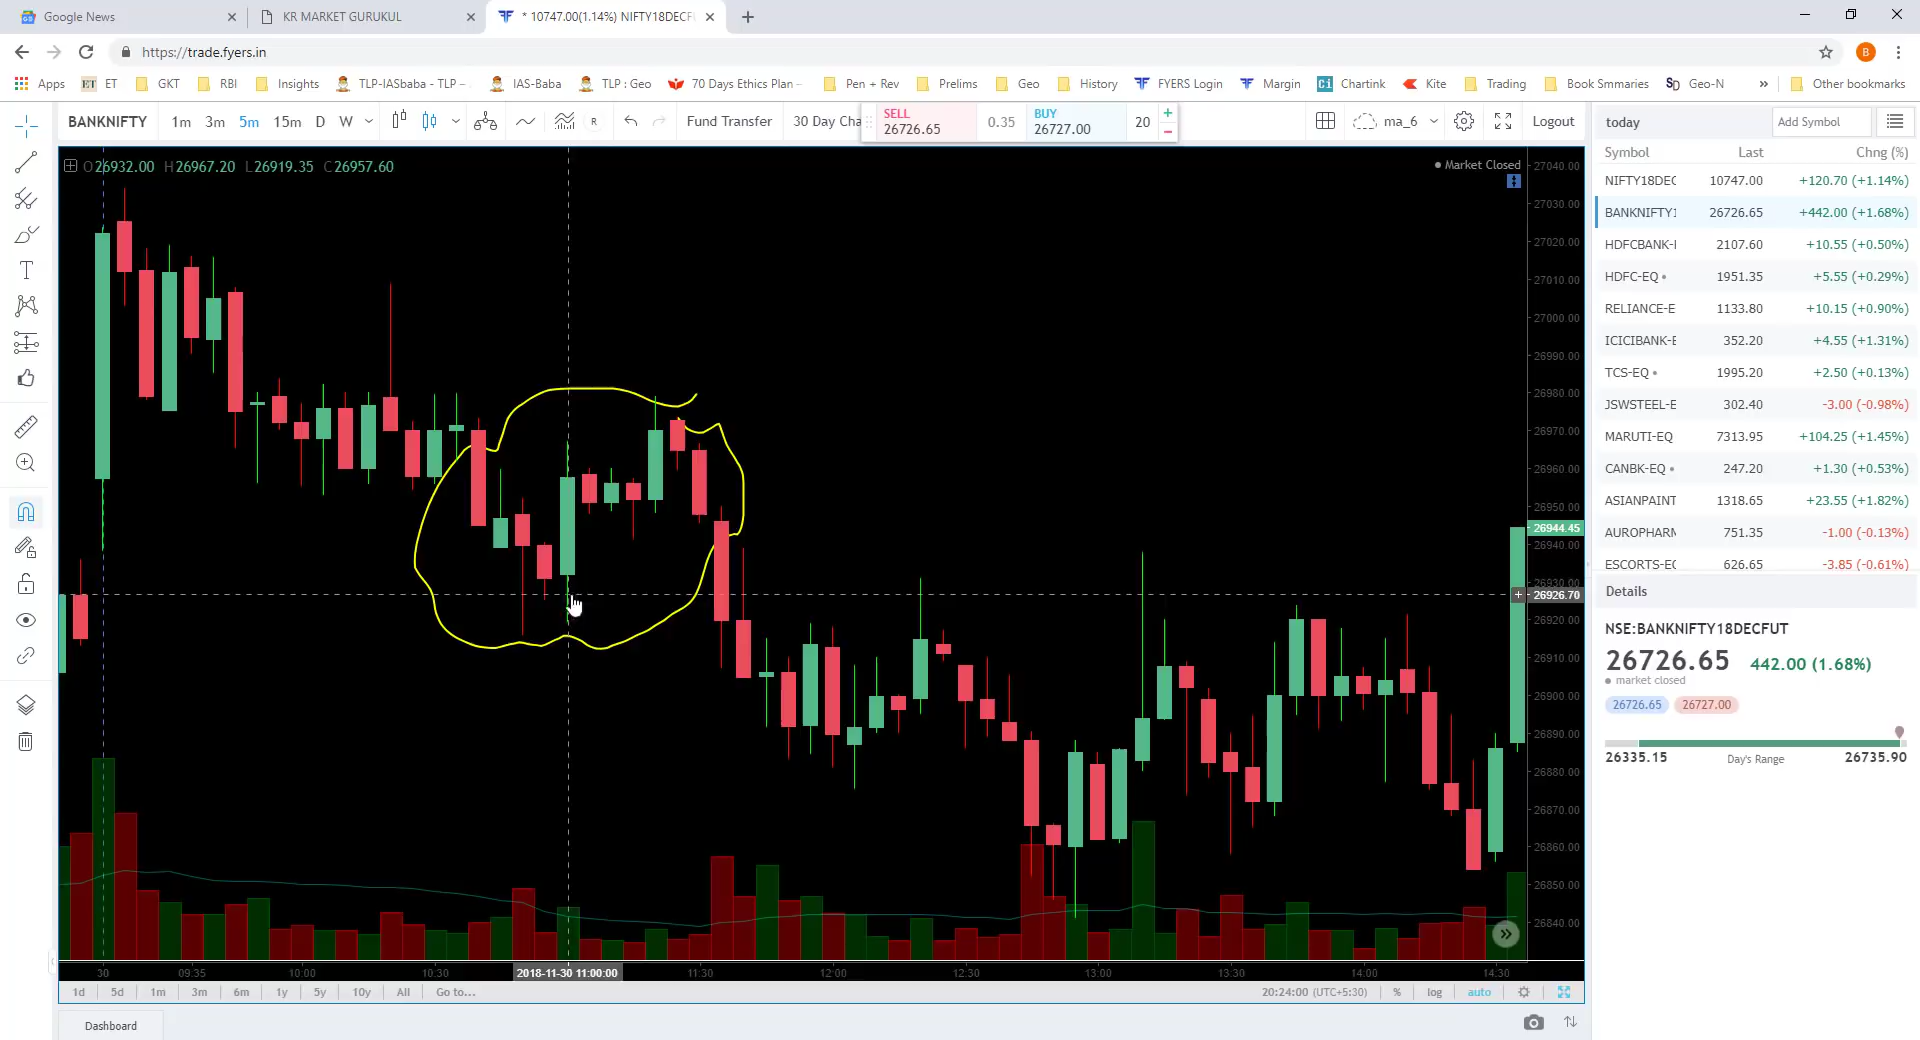 Google News
KR MARKET GURUKUL
* 10747.00(1.14%) NIFTY18DECF
https://trade.fyers.in
B
Apps ET GKT RBI Insights TLP-IASbaba - TLP – IAS-Baba TLP : Geo 70 Days Ethics Plan – Pen + Rev Prelims Geo History FYERS Login Margin Ci Chartink Kite Trading Book Smmaries SD Geo-N » Other bookmarks
BANKNIFTY 1m 3m 5m 15m D W R Fund Transfer 30 Day Cha
SELL
26726.65
0.35
BUY
26727.00
20
ma_6
Logout
O26932.00 H26967.20 L26919.35 C26957.60
Market Closed
27040.00
27030.00
27020.00
27010.00
27000.00
26990.00
26980.00
26970.00
26960.00
26950.00
26944.45
26940.00
26930.00
26926.70
26920.00
26910.00
26900.00
26890.00
26880.00
26870.00
26860.00
26850.00
26840.00
30 09:35 10:00 10:30 2018-11-30 11:00:00 11:30 12:00 12:30 13:00 13:30 14:00 14:30
1d 5d 1m 3m 6m 1y 5y 10y All Go to... 20:24:00 (UTC+5:30) % log auto
Dashboard
today
Add Symbol
Symbol Last Chng (%)
NIFTY18DEC 10747.00 +120.70 (+1.14%)
BANKNIFTY1 26726.65 +442.00 (+1.68%)
HDFCBANK-E 2107.60 +10.55 (+0.50%)
HDFC-EQ 1951.35 +5.55 (+0.29%)
RELIANCE-E 1133.80 +10.15 (+0.90%)
ICICIBANK-E 352.20 +4.55 (+1.31%)
TCS-EQ 1995.20 +2.50 (+0.13%)
JSWSTEEL-E 302.40 -3.00 (-0.98%)
MARUTI-EQ 7313.95 +104.25 (+1.45%)
CANBK-EQ 247.20 +1.30 (+0.53%)
ASIANPAINT 1318.65 +23.55 (+1.82%)
AUROPHARM 751.35 -1.00 (-0.13%)
ESCORTS-EC 626.65 -3.85 (-0.61%)
Details
NSE:BANKNIFTY18DECFUT
26726.65 442.00 (1.68%)
market closed
26726.65 26727.00
26335.15 Day's Range 26735.90